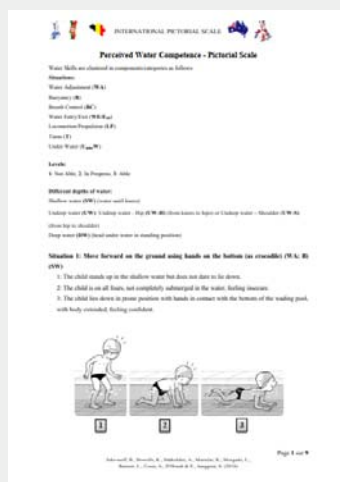 INTERNATIONAL PICTORIAL SCALE
Perceived Water Competence - Pictorial Scale
Water Skills are clustered in components/categories as follows:
Situations:
Water Adjustment (WA)
Buoyancy (B)
Breath Control (BC)
Water Entry/Exit
Locomotion/Propulsion (LP)
Turns (T)
Under Water
Levels:
1. Not Able, 2. In Progress, 3. Able
Different depths of water:
Shallow water (SW) (water until knees)
(from hip to shoulder)
Deep water (DW) (head under water in standing position)
Situation 1: Move forward on the ground using hands on the bottom (as crocodile) (WA; B)
(SW)
1: The child stands up in the shallow water but does not dare to lie down.
2: The child is on all fours, not completely submerged in the water, feeling insecure.
3: The child lies down in prone position with hands in contact with the bottom of the wading pool,
with body extended, feeling confident.
1 2 3
Page 1 sur 9